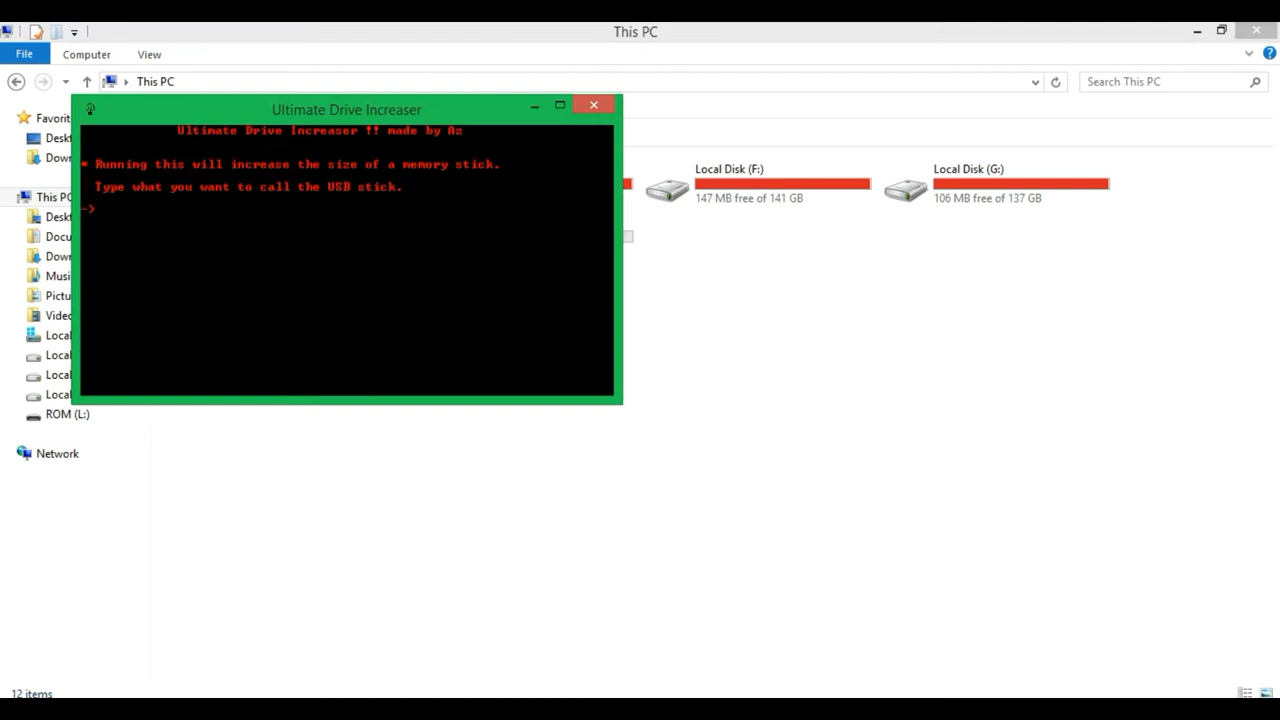 This PC
File
Computer
View
This PC
Search This PC
Ultimate Drive Increaser
Ultimate Drive Increaser !! made by Az
* Running this will increase the size of a memory stick.
Type what you want to call the USB stick.
->
Favorit
Deskt
Down
This PC
Deskt
Docu
Down
Musi
Pictu
Video
Local
Local
Local
Local
ROM (L:)
Network
Local Disk (F:)
147 MB free of 141 GB
Local Disk (G:)
106 MB free of 137 GB
12 items